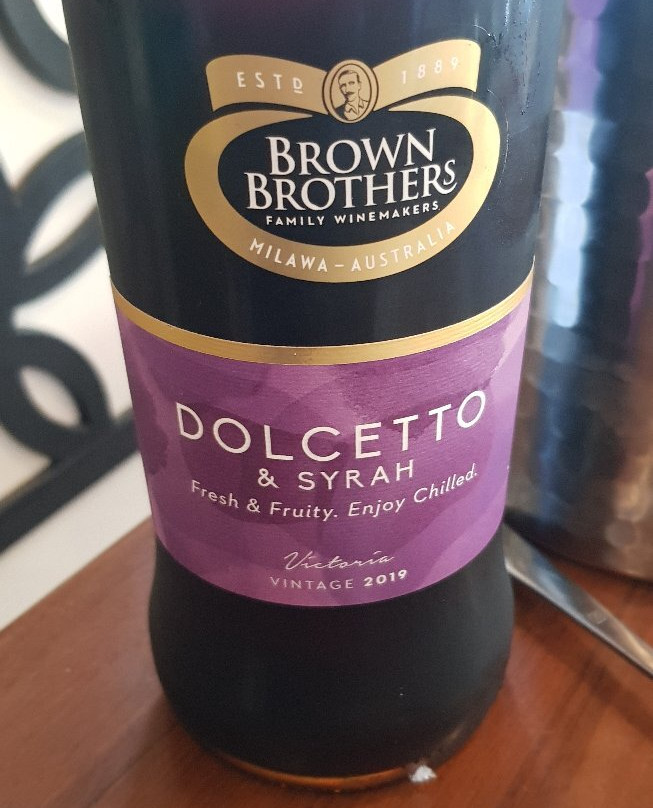 ESTD 1889
BROWN
BROTHERS
FAMILY WINEMAKERS
MILAWA – AUSTRALIA
DOLCETTO
& SYRAH
Fresh & Fruity. Enjoy Chilled.
Victoria
VINTAGE 2019